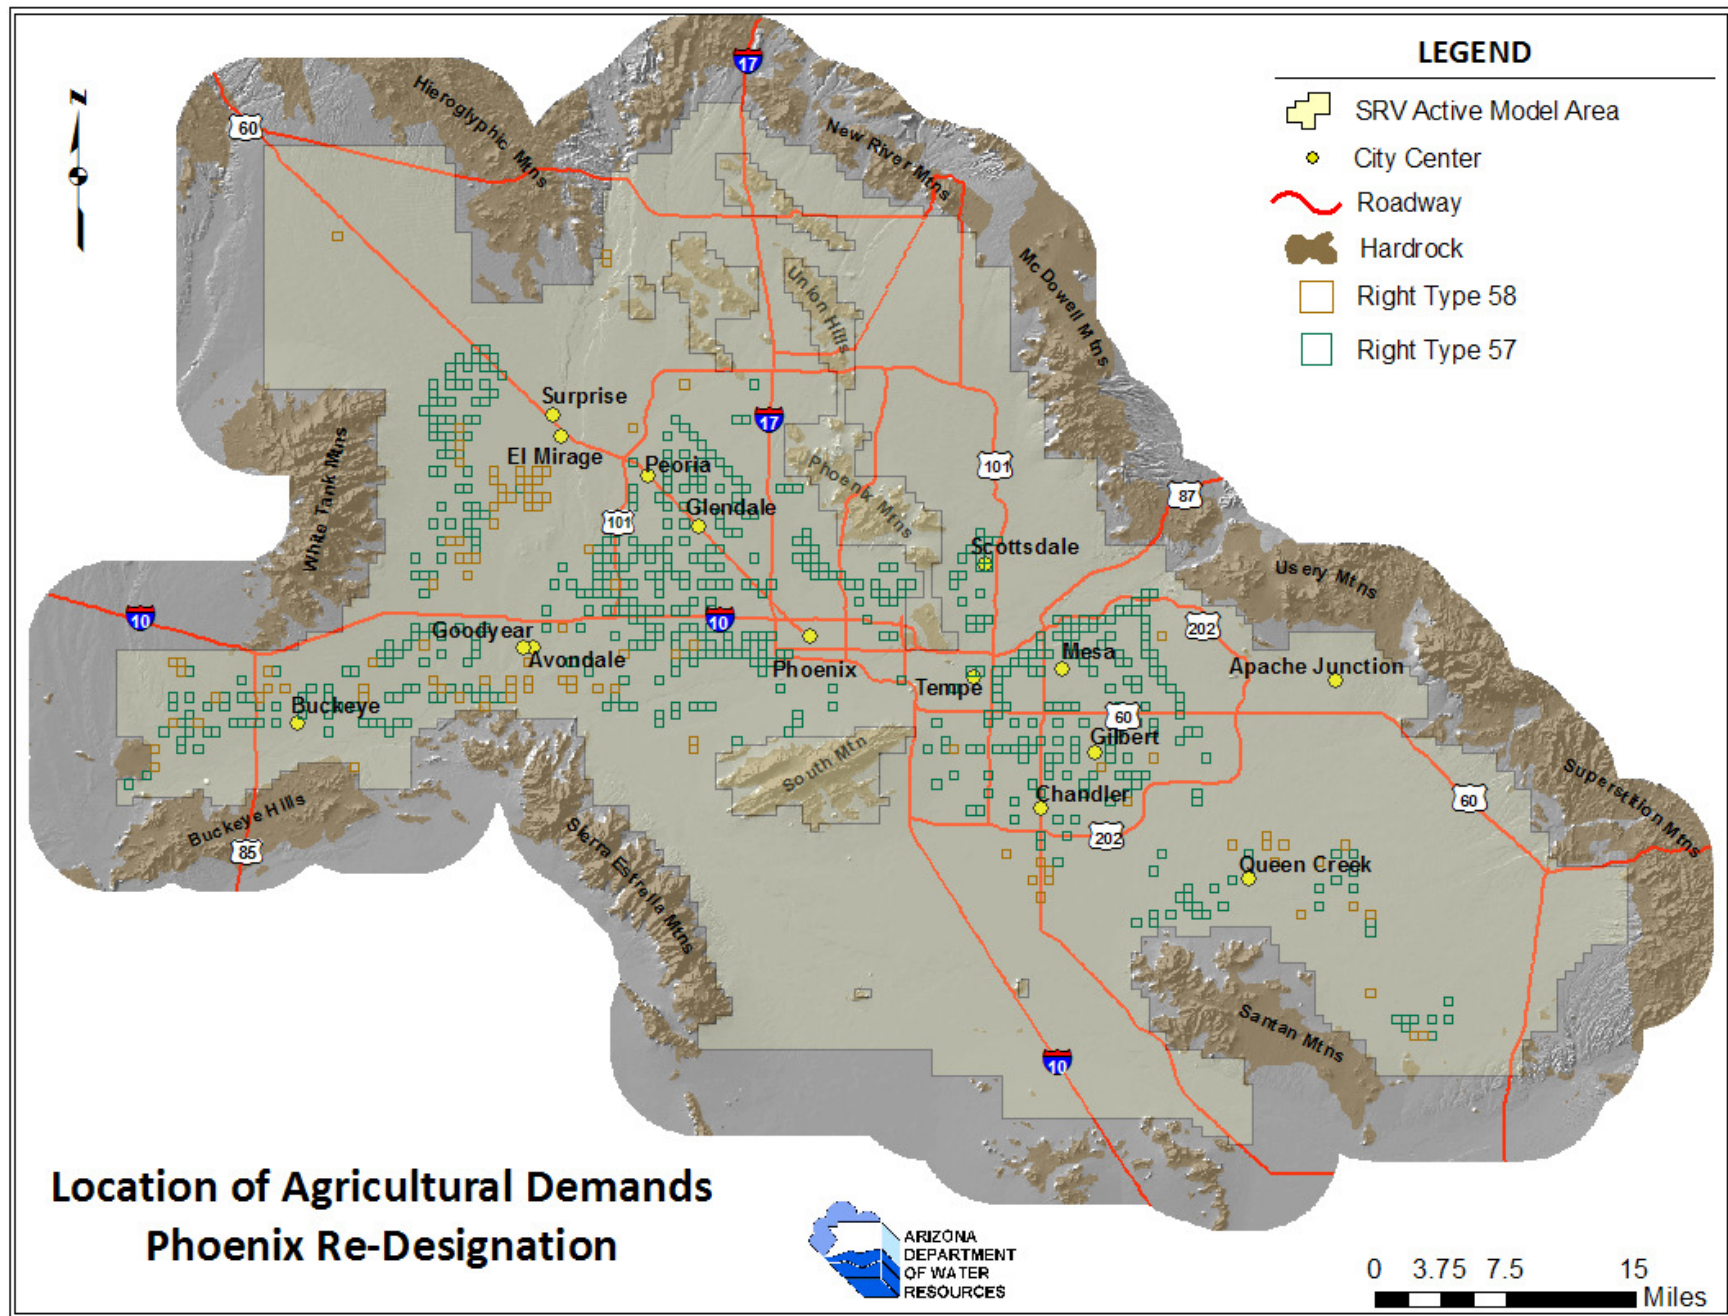 LEGEND
SRV Active Model Area
City Center
Roadway
Hardrock
Right Type 58
Right Type 57
N
17
60
Hieroglyphic Mtns
New River Mtns
Mc Dowell Mtns
Union Hills
Surprise
17
El Mirage
Peoria
101
Phoenix Mtns
87
White Tank Mtns
Glendale
101
Scottsdale
Usery Mtns
10
10
202
Goodyear
Avondale
Mesa
Apache Junction
Phoenix
Tempe
Buckeye
60
Gilbert
South Mtn
Superstition Mtns
Chandler
60
Buckeye Hills
202
85
Sierra Estrella Mtns
Queen Creek
Santan Mtns
10
Location of Agricultural Demands
Phoenix Re-Designation
ARIZONA
DEPARTMENT
OF WATER
RESOURCES
0 3.75 7.5 15
Miles